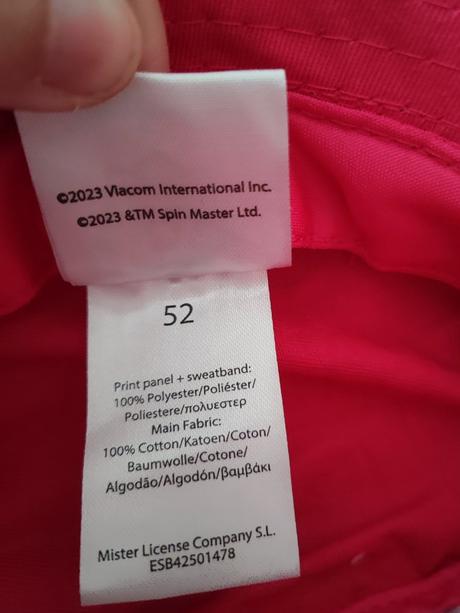 ©2023 Viacom International Inc.
©2023 &TM Spin Master Ltd.
52
Print panel + sweatband:
100% Polyester/Poliéster/
Poliestere/πολυεστερ
Main Fabric:
100% Cotton/Katoen/Coton/
Baumwolle/Cotone/
Algodão/Algodón/βαμβάκι
Mister License Company S.L.
ESB42501478